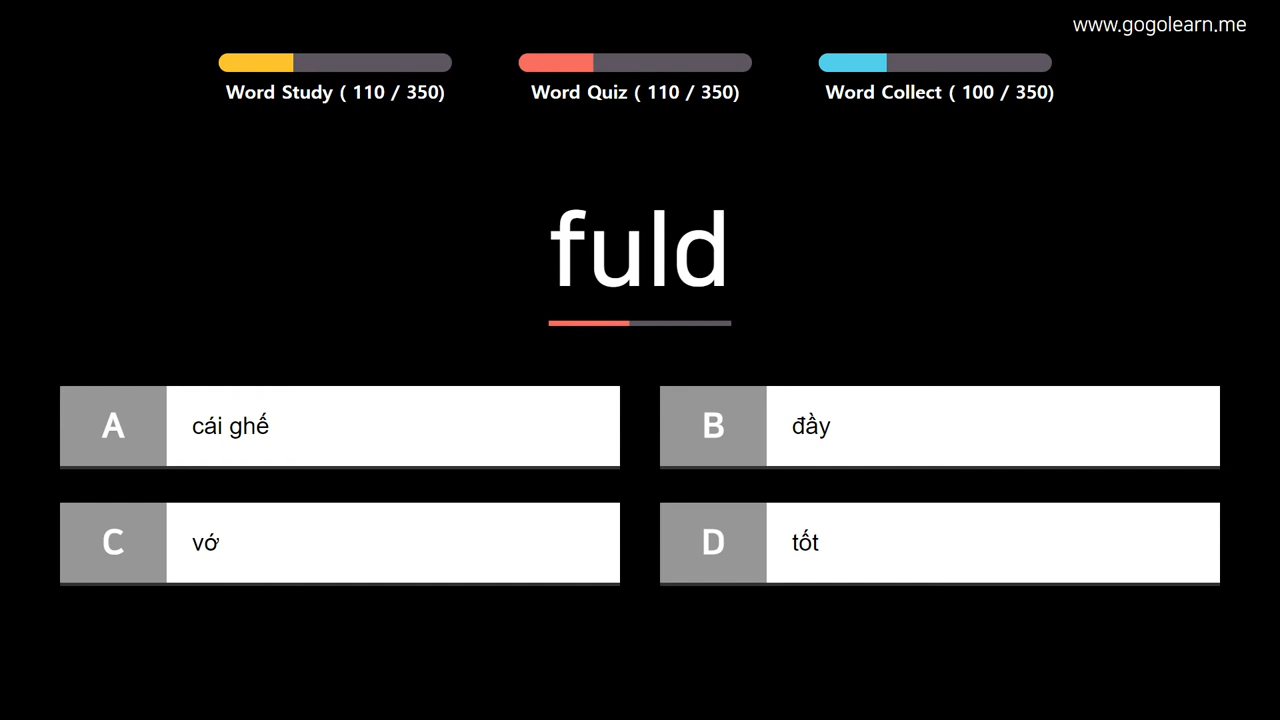 www.gogolearn.me
Word Study ( 110 / 350)
Word Quiz ( 110 / 350)
Word Collect ( 100 / 350)
fuld
A cái ghế
B đầy
C vớ
D tốt